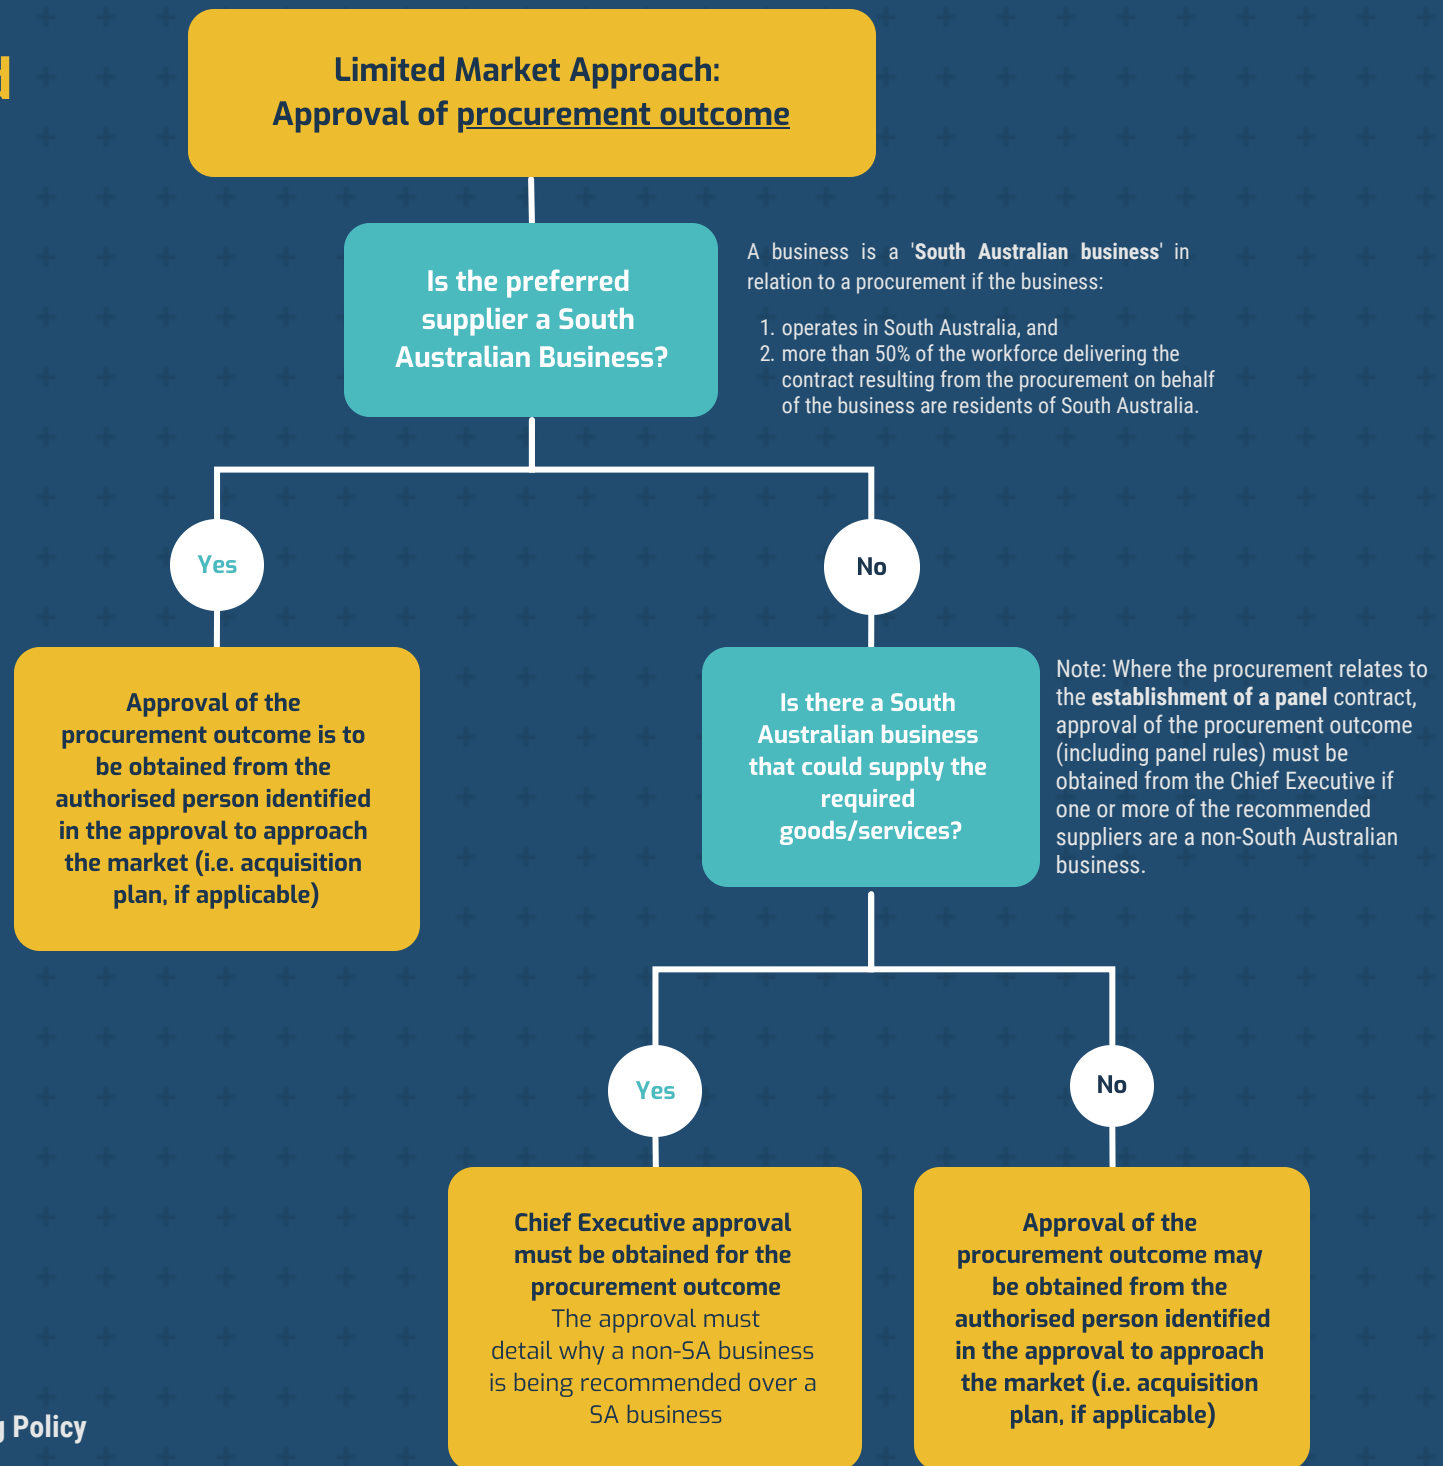 Limited Market Approach:
Approval of procurement outcome
Is the preferred
supplier a South
Australian Business?
A business is a 'South Australian business' in
relation to a procurement if the business:
1. operates in South Australia, and
2. more than 50% of the workforce delivering the
contract resulting from the procurement on behalf
of the business are residents of South Australia.
Yes
No
Approval of the
procurement outcome is to
be obtained from the
authorised person identified
in the approval to approach
the market (i.e. acquisition
plan, if applicable)
Is there a South
Australian business
that could supply the
required
goods/services?
Note: Where the procurement relates to
the establishment of a panel contract,
approval of the procurement outcome
(including panel rules) must be
obtained from the Chief Executive if
one or more of the recommended
suppliers are a non-South Australian
business.
Yes
No
Chief Executive approval
must be obtained for the
procurement outcome
The approval must
detail why a non-SA business
is being recommended over a
SA business
Approval of the
procurement outcome may
be obtained from the
authorised person identified
in the approval to approach
the market (i.e. acquisition
plan, if applicable)
Policy